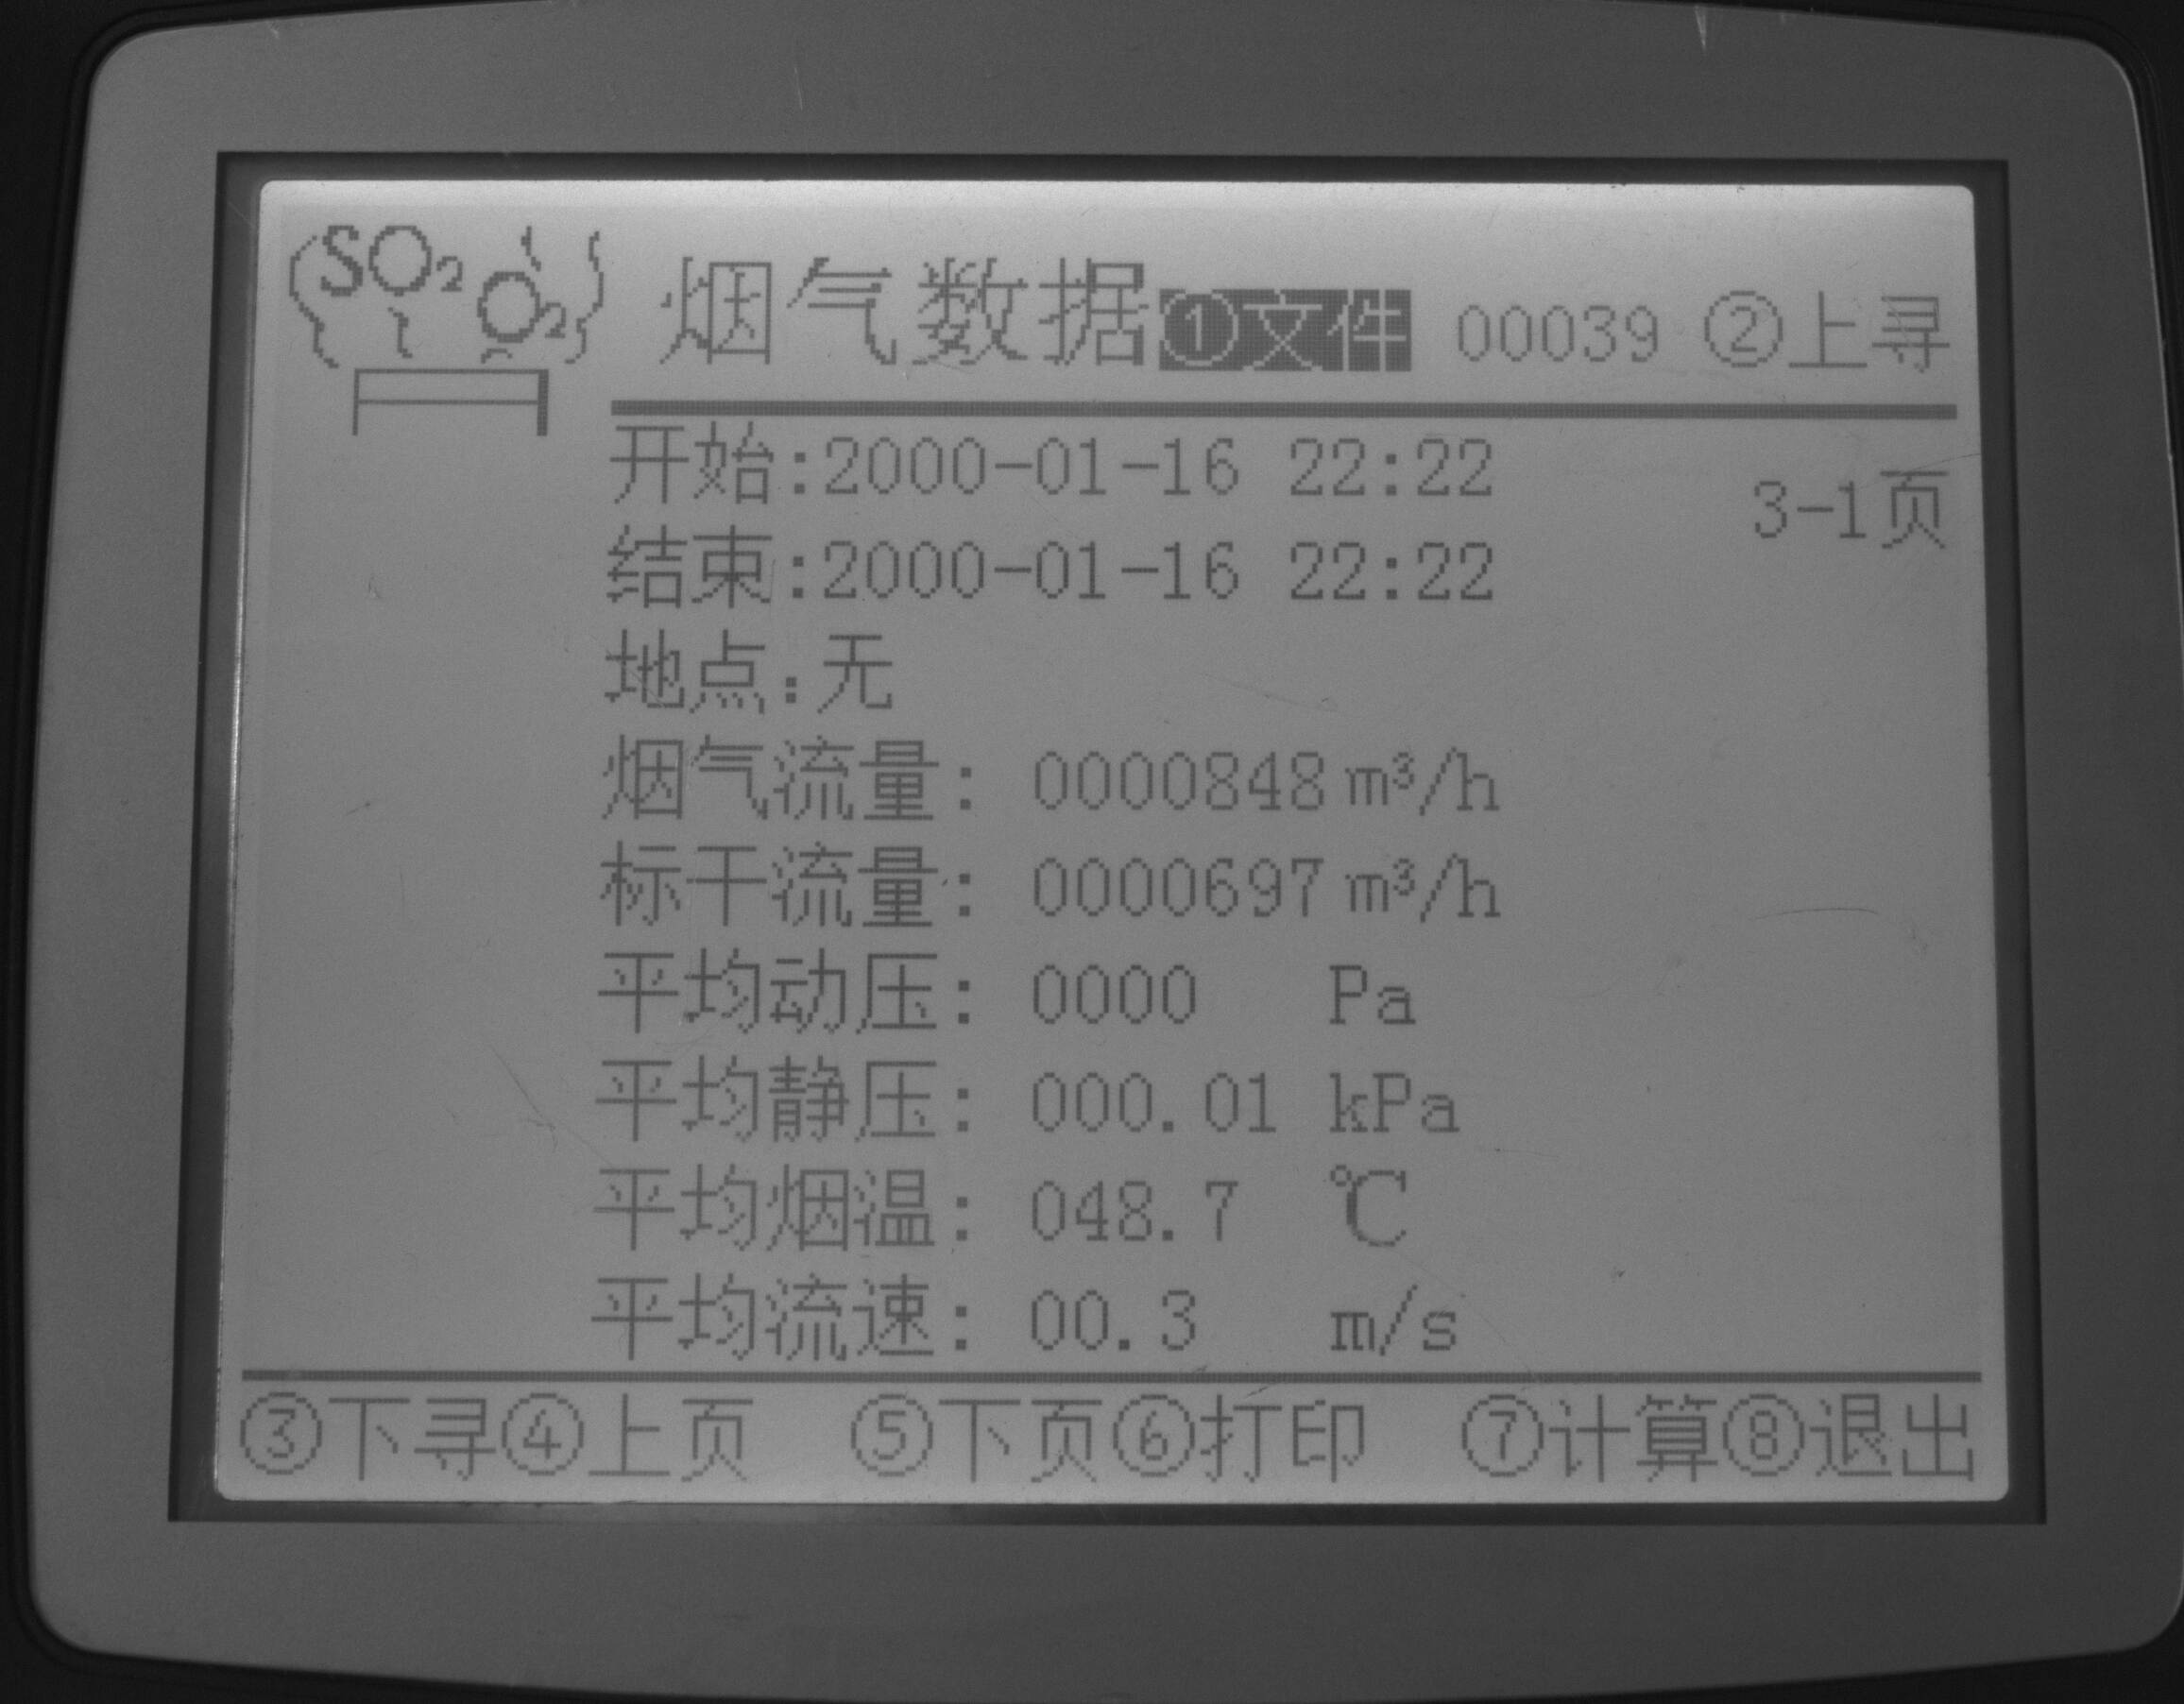 SO₂ O₂ 烟气数据 ①文件 00039 ②上寻
开始:2000-01-16 22:22
3-1页
结束:2000-01-16 22:22
地点:无
烟气流量: 0000848 m³/h
标干流量: 0000697 m³/h
平均动压: 0000 Pa
平均静压: 000.01 kPa
平均烟温: 048.7 ℃
平均流速: 00.3 m/s
③下寻④上页 ⑤下页⑥打印 ⑦计算⑧退出